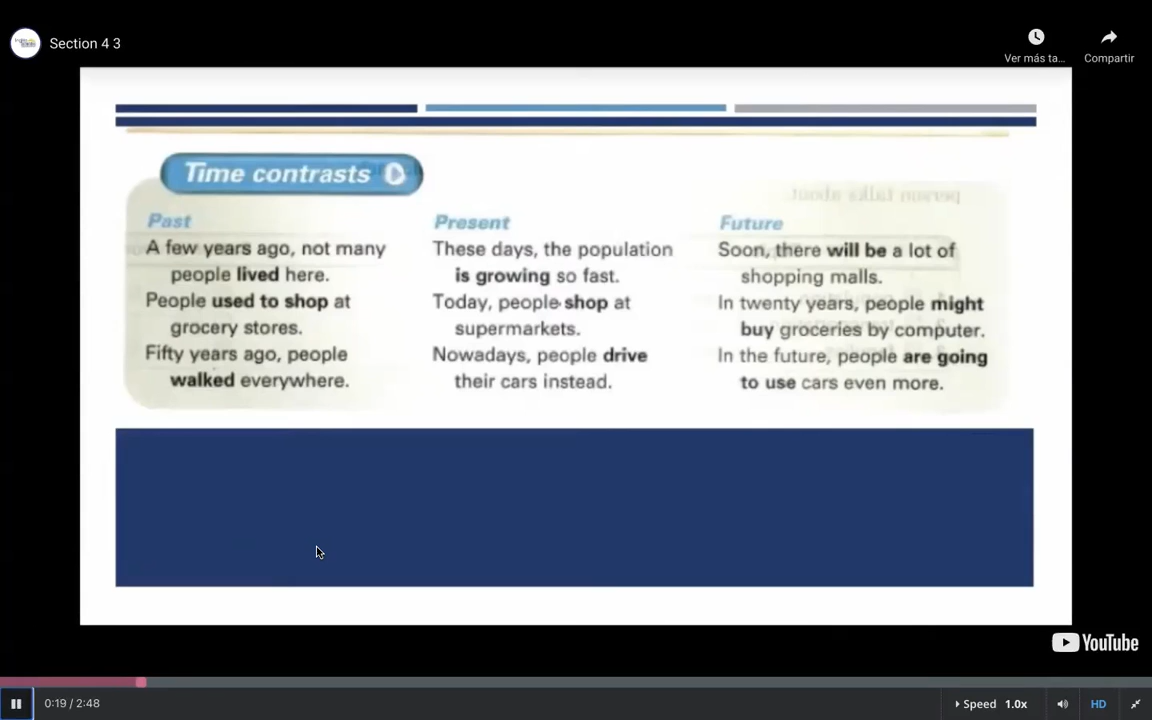 Section 4 3
Ver más ta...
Compartir
Time contrasts
Past
A few years ago, not many
people lived here.
People used to shop at
grocery stores.
Fifty years ago, people
walked everywhere.
Present
These days, the population
is growing so fast.
Today, people shop at
supermarkets.
Nowadays, people drive
their cars instead.
Future
Soon, there will be a lot of
shopping malls.
In twenty years, people might
buy groceries by computer.
In the future, people are going
to use cars even more.
YouTube
0:19 / 2:48
Speed 1.0x
HD